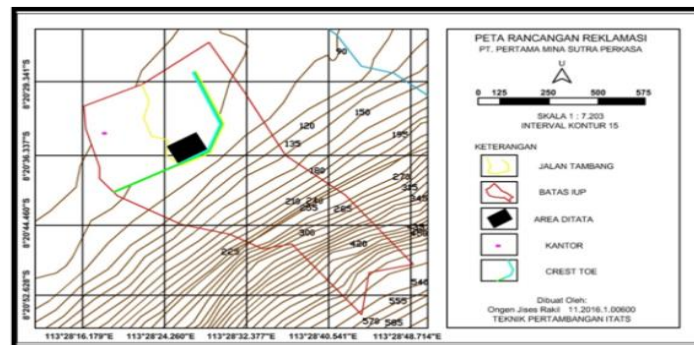 PETA RANCANGAN REKLAMASI
PT. PERTAMA MINA SUTRA PERKASA
U
0 125 250 500 575
SKALA 1 : 7.203
INTERVAL KONTUR 15
KETERANGAN
JALAN TAMBANG
BATAS IUP
AREA DITATA
KANTOR
CREST TOE
Dibuat Oleh:
Ongen Jises Rakil 11.2016.1.00600
TEKNIK PERTAMBANGAN ITATS
90
150
120
195
135
180
270
315
210
240
255
285
345
300
420
225
540
555
570
585
8°20'28.341"S
8°20'36.337"S
8°20'44.460"S
8°20'52.628"S
113°28'16.179"E
113°28'24.260"E
113°28'32.377"E
113°28'40.541"E
113°28'48.714"E